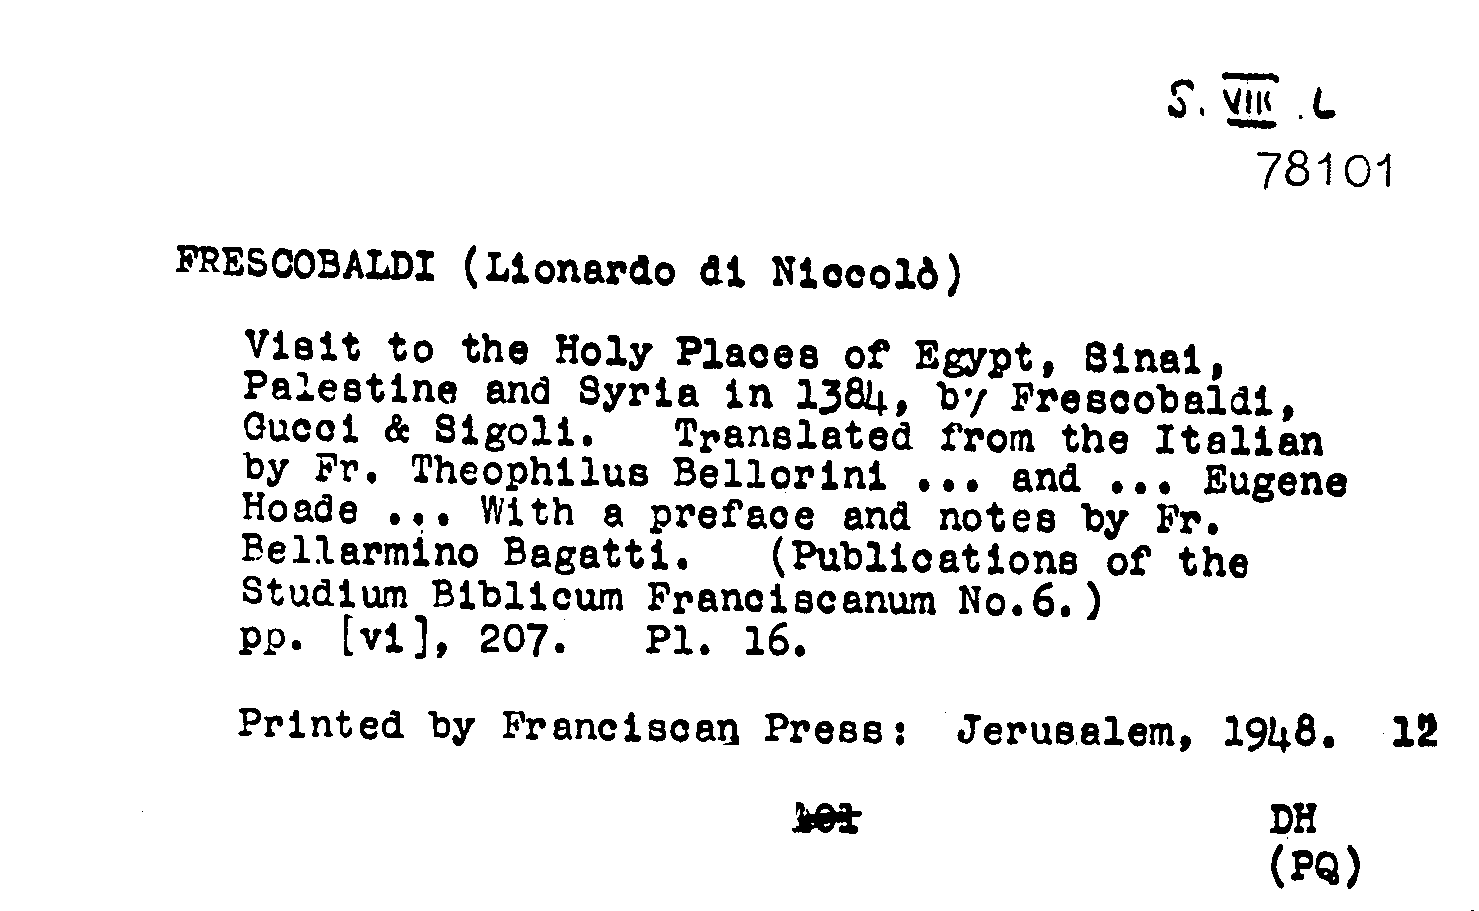 S. VIII . L
78101
FRESCOBALDI (Lionardo di Niccolò)
Visit to the Holy Places of Egypt, Sinai,
Palestine and Syria in 1384, by Frescobaldi,
Gucci & Sigoli. Translated from the Italian
by Fr. Theophilus Bellorini ... and ... Eugene
Hoade ... With a preface and notes by Fr.
Bellarmino Bagatti. (Publications of the
Studium Biblicum Franciscanum No.6.)
pp. [vi], 207. Pl. 16.
Printed by Franciscan Press: Jerusalem, 1948. 12
101 DH
(PQ)